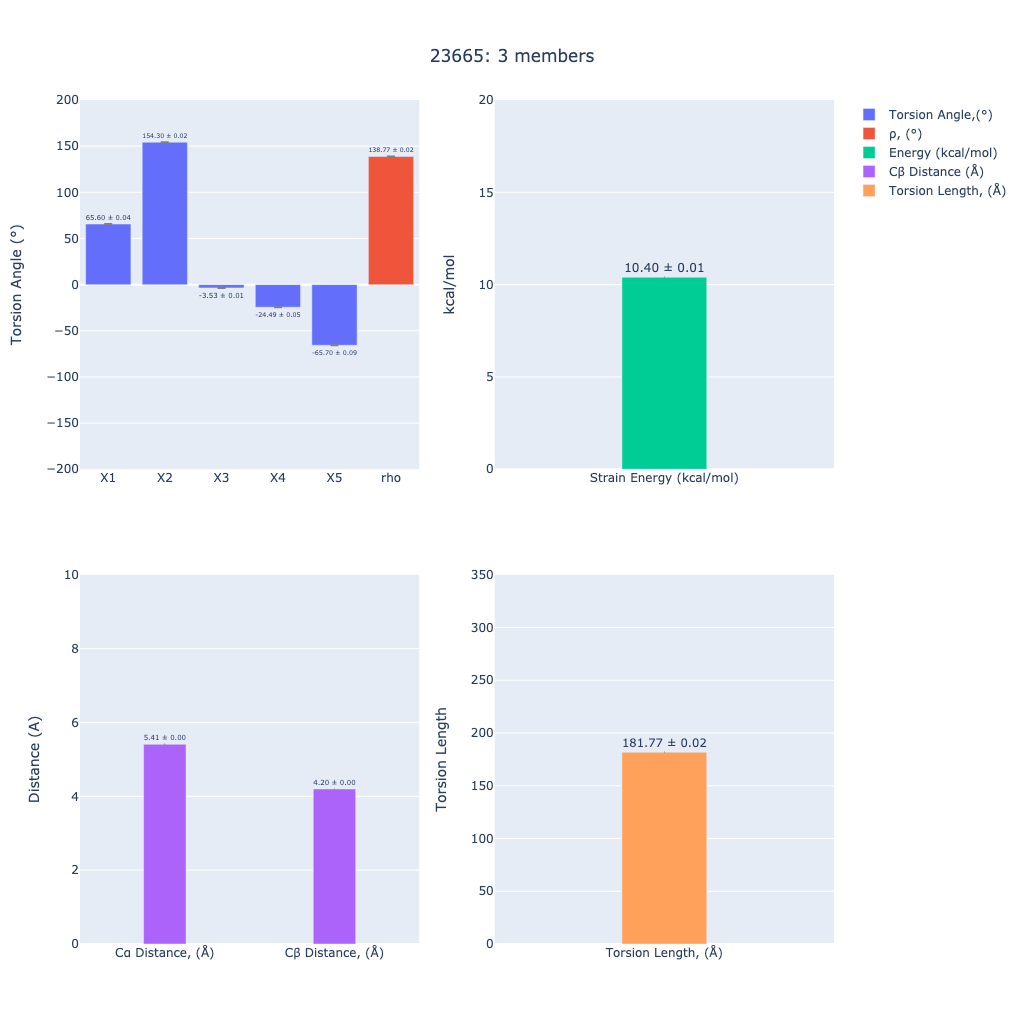 23665: 3 members
Torsion Angle (°)
200
150
100
50
0
−50
−100
−150
−200
65.60 ± 0.04
154.30 ± 0.02
-3.53 ± 0.01
-24.49 ± 0.05
-65.70 ± 0.09
138.77 ± 0.02
X1
X2
X3
X4
X5
rho
kcal/mol
20
15
10
5
0
10.40 ± 0.01
Strain Energy (kcal/mol)
Torsion Angle,(°)
ρ, (°)
Energy (kcal/mol)
Cβ Distance (Å)
Torsion Length, (Å)
Distance (A)
10
8
6
4
2
0
5.41 ± 0.00
4.20 ± 0.00
Cα Distance, (Å)
Cβ Distance, (Å)
Torsion Length
350
300
250
200
150
100
50
0
181.77 ± 0.02
Torsion Length, (Å)